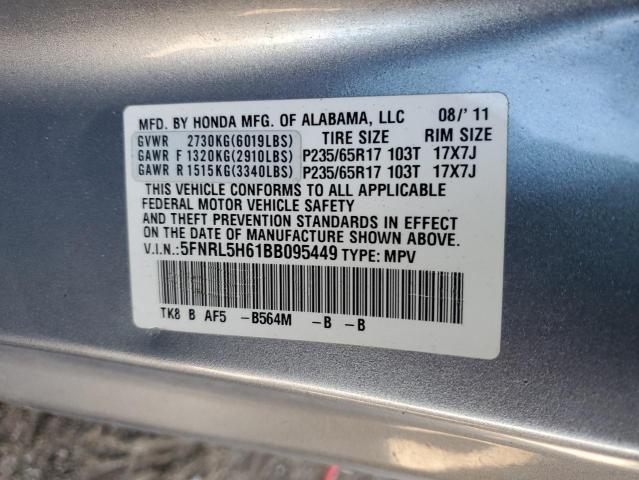 MFD. BY HONDA MFG. OF ALABAMA, LLC 08/'11
GVWR 2730KG(6019LBS) TIRE SIZE RIM SIZE
GAWR F 1320KG(2910LBS) P235/65R17 103T 17X7J
GAWR R 1515KG(3340LBS) P235/65R17 103T 17X7J
THIS VEHICLE CONFORMS TO ALL APPLICABLE
FEDERAL MOTOR VEHICLE SAFETY
AND THEFT PREVENTION STANDARDS IN EFFECT
ON THE DATE OF MANUFACTURE SHOWN ABOVE.
V.I.N.:5FNRL5H61BB095449 TYPE: MPV
TK8 B AF5 -B564M -B -B